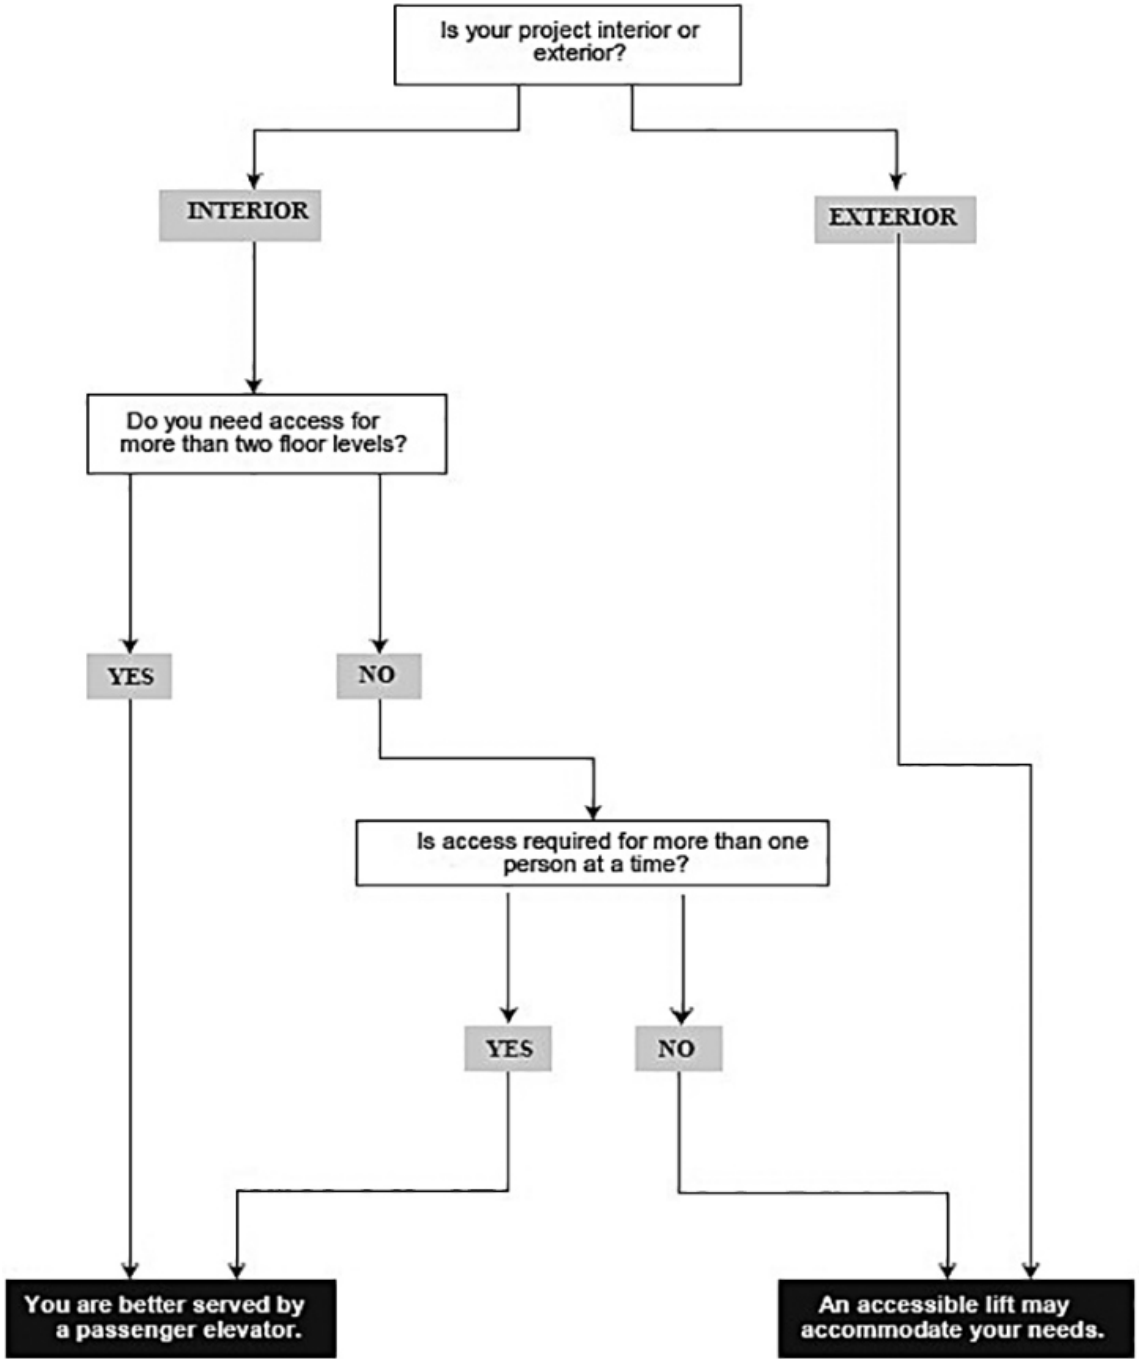 Is your project interior or
exterior?
INTERIOR
EXTERIOR
Do you need access for
more than two floor levels?
YES
NO
Is access required for more than one
person at a time?
YES
NO
You are better served by
a passenger elevator.
An accessible lift may
accommodate your needs.